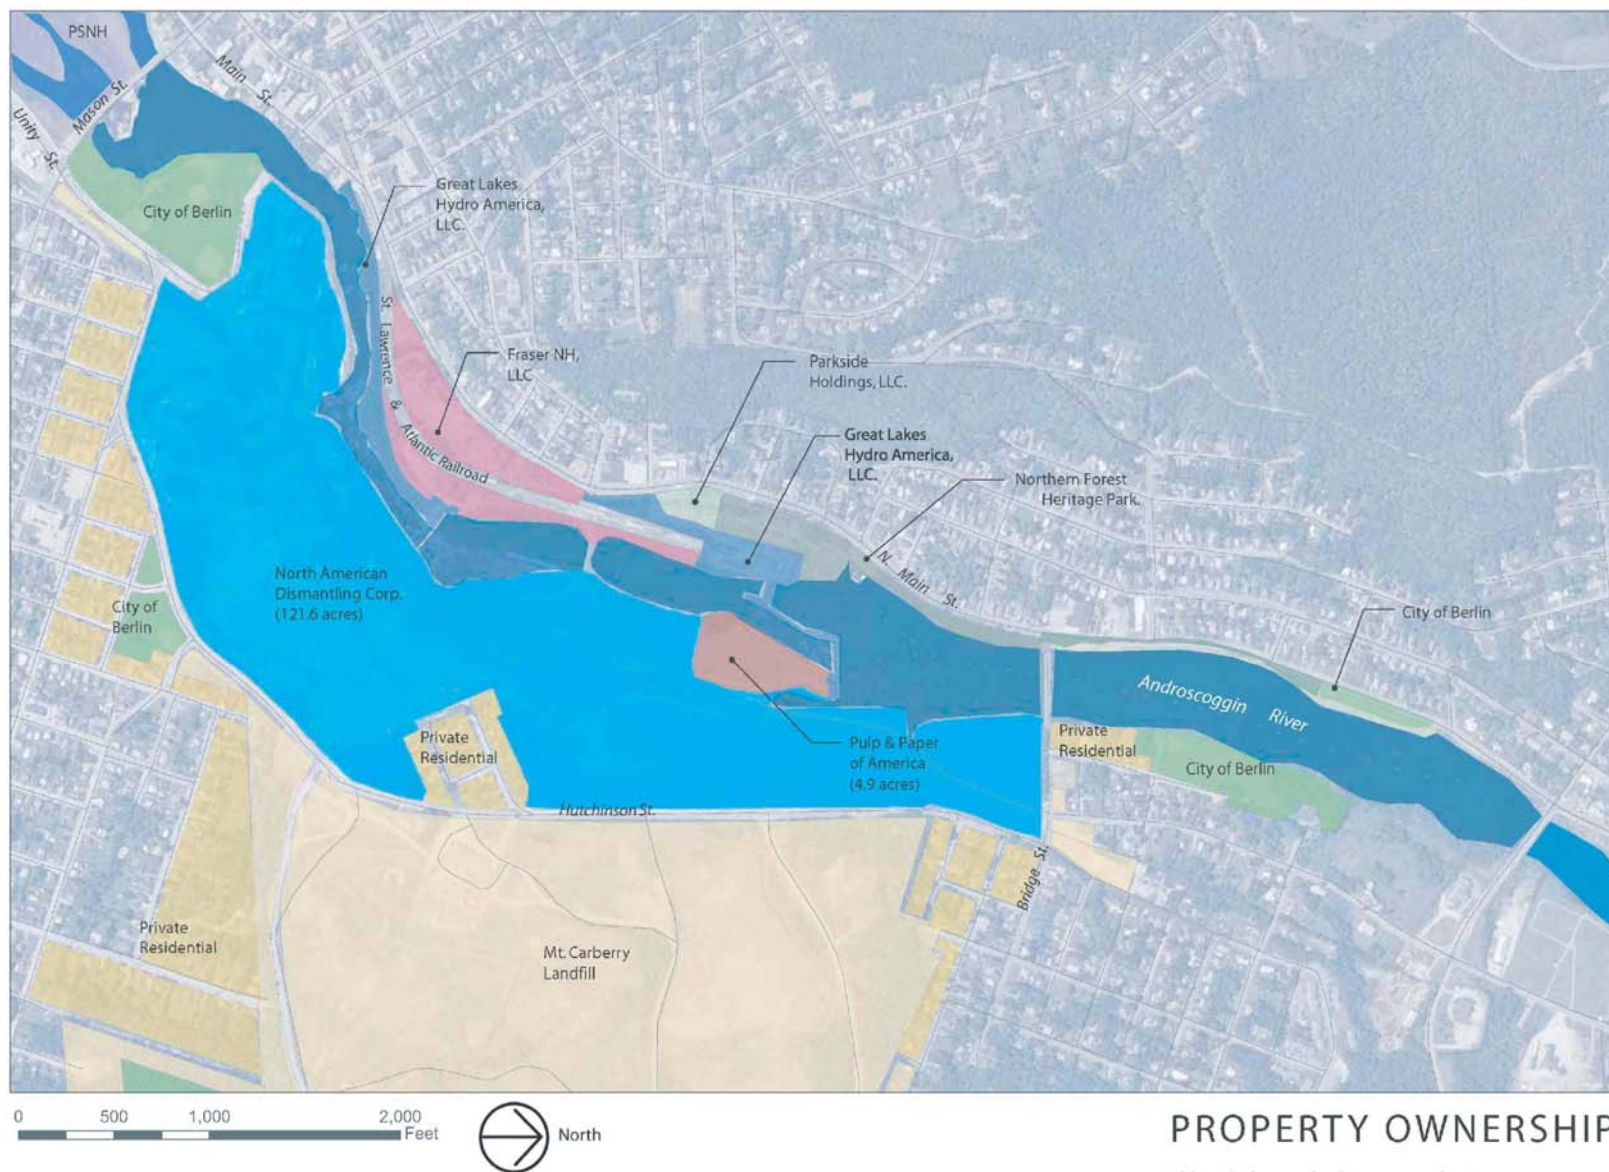 PSNH
Main St.
Mason St.
Unity St.
City of Berlin
Great Lakes
Hydro America,
LLC.
St. Lawrence & Atlantic Railroad
Fraser NH,
LLC
Parkside
Holdings, LLC.
Great Lakes
Hydro America,
LLC.
Northern Forest
Heritage Park.
N. Main St.
City of Berlin
North American
Dismantling Corp.
(121.6 acres)
City of
Berlin
Androscoggin River
Private
Residential
Pulp & Paper
of America
(4.9 acres)
Private
Residential
City of Berlin
Hutchinson St.
Bridge St.
Private
Residential
Mt. Carberry
Landfill
0 500 1,000 2,000
Feet
North
PROPERTY OWNERSHIP